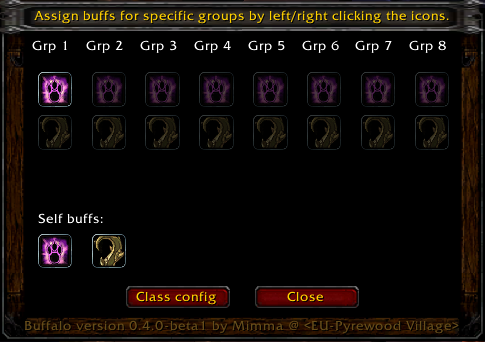 Assign buffs for specific groups by left/right clicking the icons.
Grp 1 Grp 2 Grp 3 Grp 4 Grp 5 Grp 6 Grp 7 Grp 8
Self buffs:
Class config Close
Buffalo version 0.4.0-beta1 by Mimma @ <EU-Pyrewood Village>